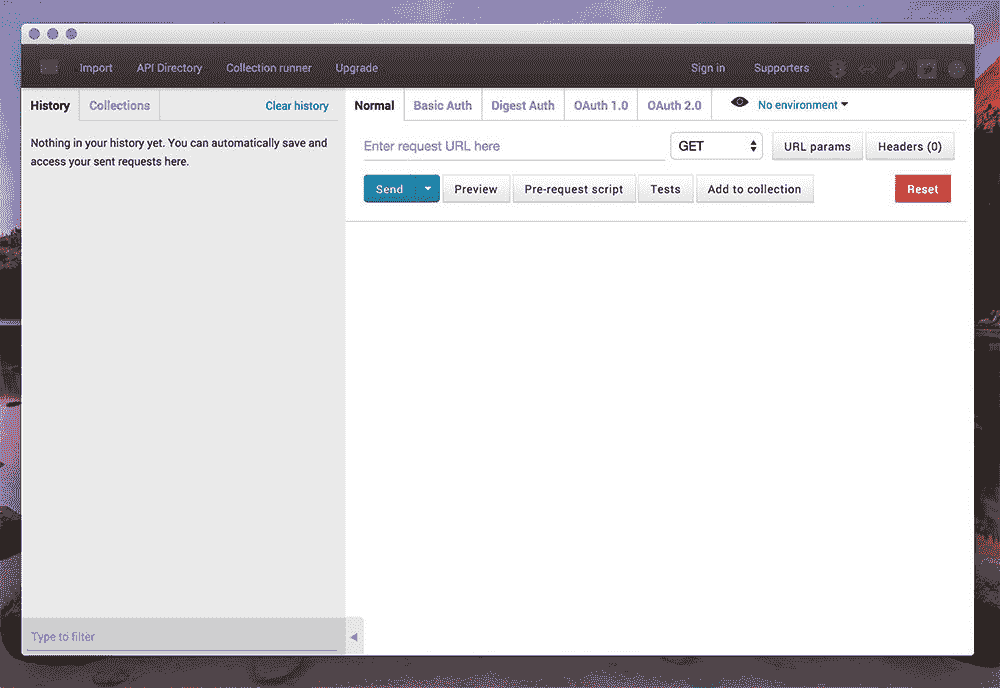 Import API Directory Collection runner Upgrade Sign in Supporters
History Collections Clear history
Nothing in your history yet. You can automatically save and
access your sent requests here.
Type to filter
Normal Basic Auth Digest Auth OAuth 1.0 OAuth 2.0 No environment
Enter request URL here GET URL params Headers (0)
Send Preview Pre-request script Tests Add to collection Reset